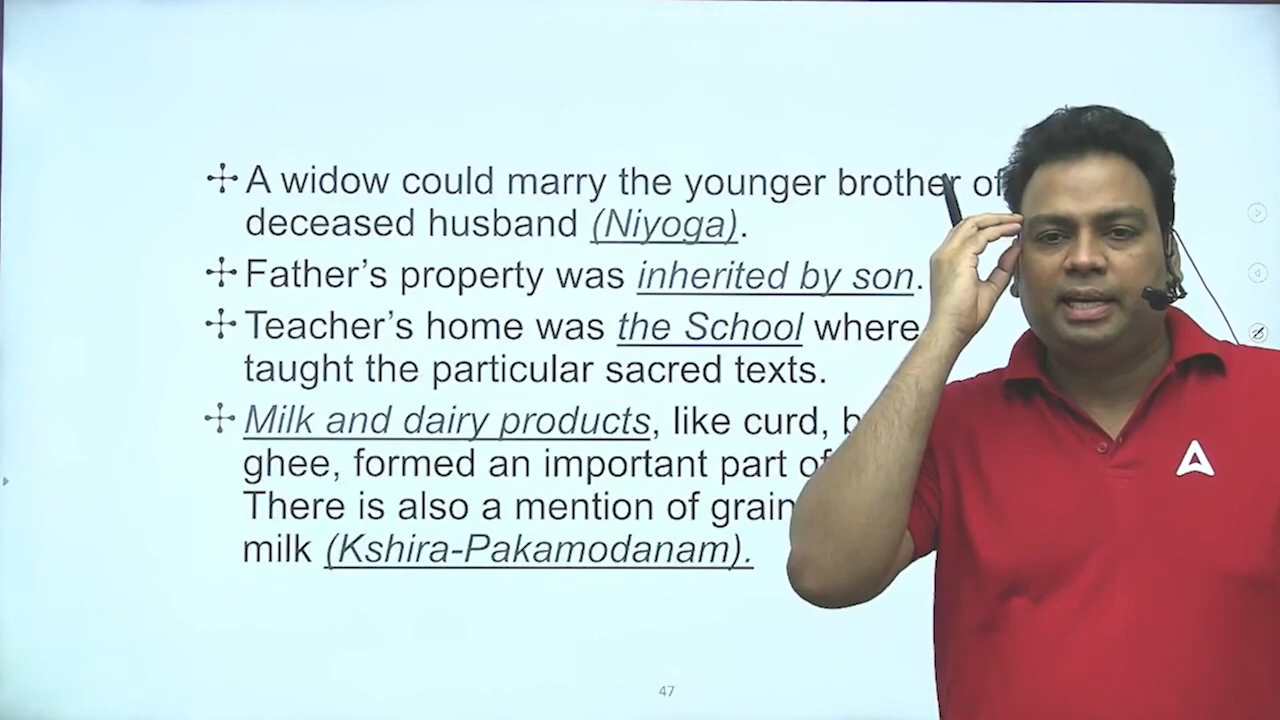 A widow could marry the younger brother of
deceased husband (Niyoga).
Father's property was inherited by son.
Teacher's home was the School where
taught the particular sacred texts.
Milk and dairy products, like curd,
ghee, formed an important part of
There is also a mention of grain
milk (Kshira-Pakamodanam).
47